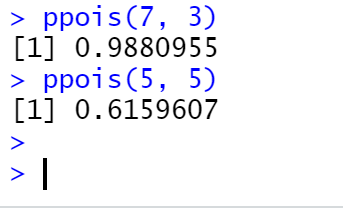 > ppois(7, 3)
[1] 0.9880955
> ppois(5, 5)
[1] 0.6159607
>
>